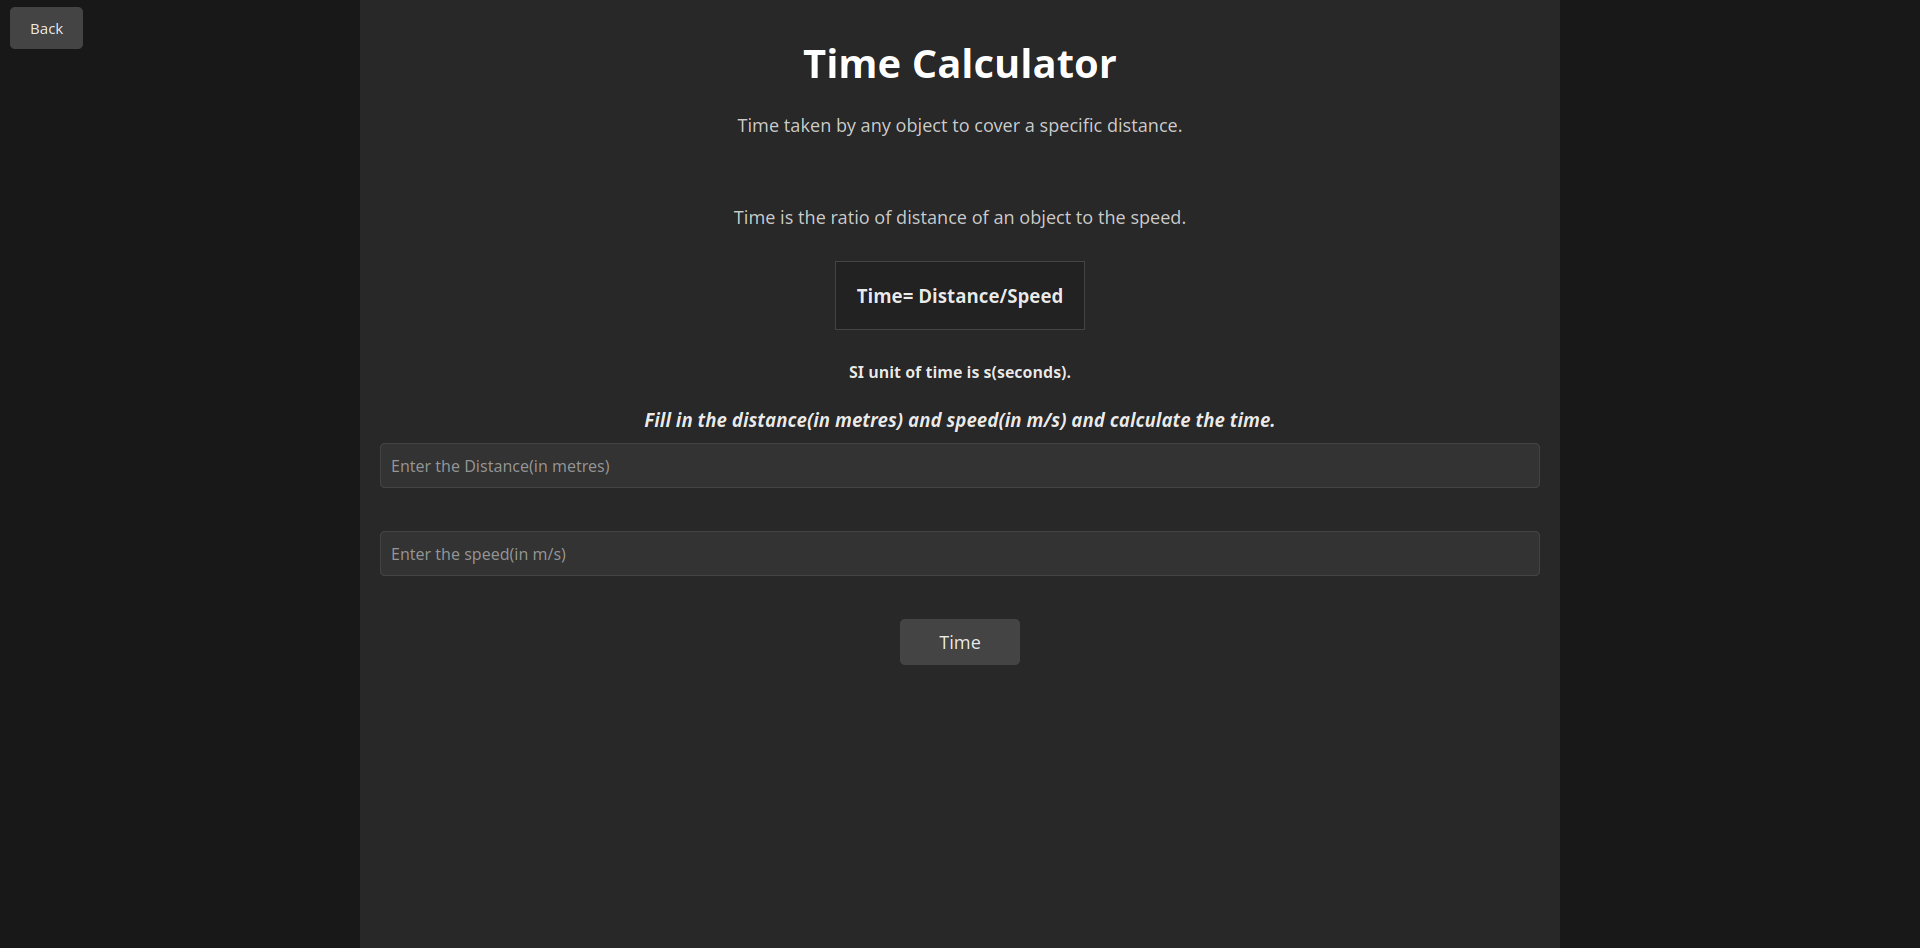 Back
Time Calculator
Time taken by any object to cover a specific distance.
Time is the ratio of distance of an object to the speed.
Time= Distance/Speed
SI unit of time is s(seconds).
Fill in the distance(in metres) and speed(in m/s) and calculate the time.
Enter the Distance(in metres)
Enter the speed(in m/s)
Time